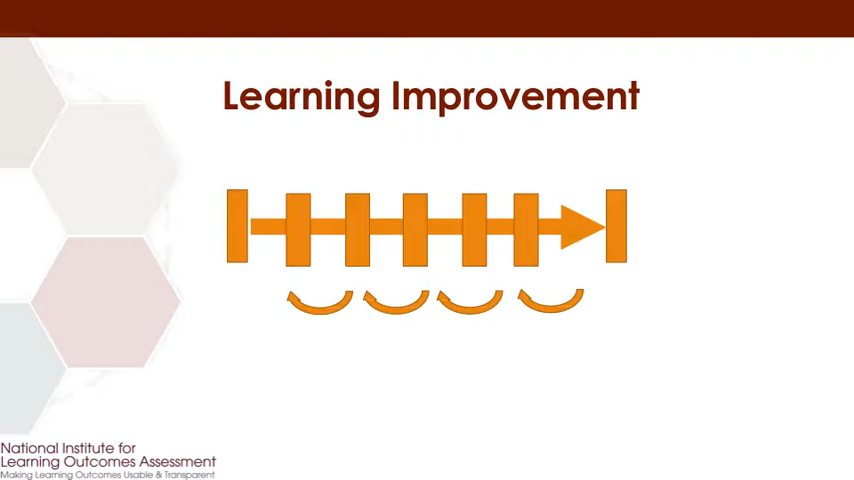 Learning Improvement
National Institute for
Learning Outcomes Assessment
Making Learning Outcomes Usable & Transparent